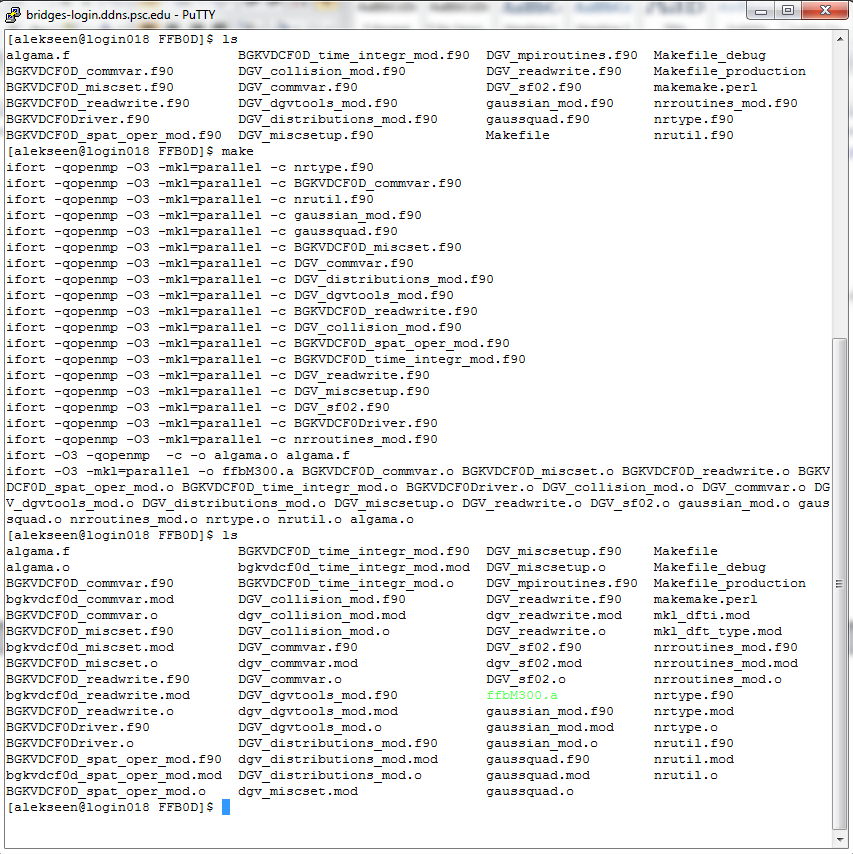 bridges-login.ddns.psc.edu - PuTTY
[alekseen@login018 FFB0D]$ ls
algama.f BGKVDCF0D_time_integr_mod.f90 DGV_mpiroutines.f90 Makefile_debug
BGKVDCF0D_commvar.f90 DGV_collision_mod.f90 DGV_readwrite.f90 Makefile_production
BGKVDCF0D_miscset.f90 DGV_commvar.f90 DGV_sf02.f90 makemake.perl
BGKVDCF0D_readwrite.f90 DGV_dgvtools_mod.f90 gaussian_mod.f90 nrroutines_mod.f90
BGKVDCF0Driver.f90 DGV_distributions_mod.f90 gaussquad.f90 nrtype.f90
BGKVDCF0D_spat_oper_mod.f90 DGV_miscsetup.f90 Makefile nrutil.f90
[alekseen@login018 FFB0D]$ make
ifort -qopenmp -O3 -mkl=parallel -c nrtype.f90
ifort -qopenmp -O3 -mkl=parallel -c BGKVDCF0D_commvar.f90
ifort -qopenmp -O3 -mkl=parallel -c nrutil.f90
ifort -qopenmp -O3 -mkl=parallel -c gaussian_mod.f90
ifort -qopenmp -O3 -mkl=parallel -c gaussquad.f90
ifort -qopenmp -O3 -mkl=parallel -c BGKVDCF0D_miscset.f90
ifort -qopenmp -O3 -mkl=parallel -c DGV_commvar.f90
ifort -qopenmp -O3 -mkl=parallel -c DGV_distributions_mod.f90
ifort -qopenmp -O3 -mkl=parallel -c DGV_dgvtools_mod.f90
ifort -qopenmp -O3 -mkl=parallel -c BGKVDCF0D_readwrite.f90
ifort -qopenmp -O3 -mkl=parallel -c DGV_collision_mod.f90
ifort -qopenmp -O3 -mkl=parallel -c BGKVDCF0D_spat_oper_mod.f90
ifort -qopenmp -O3 -mkl=parallel -c BGKVDCF0D_time_integr_mod.f90
ifort -qopenmp -O3 -mkl=parallel -c DGV_readwrite.f90
ifort -qopenmp -O3 -mkl=parallel -c DGV_miscsetup.f90
ifort -qopenmp -O3 -mkl=parallel -c DGV_sf02.f90
ifort -qopenmp -O3 -mkl=parallel -c BGKVDCF0Driver.f90
ifort -qopenmp -O3 -mkl=parallel -c nrroutines_mod.f90
ifort -O3 -qopenmp  -c -o algama.o algama.f
ifort -O3 -mkl=parallel -o ffbM300.a BGKVDCF0D_commvar.o BGKVDCF0D_miscset.o BGKVDCF0D_readwrite.o BGKV
DCF0D_spat_oper_mod.o BGKVDCF0D_time_integr_mod.o BGKVDCF0Driver.o DGV_collision_mod.o DGV_commvar.o DG
V_dgvtools_mod.o DGV_distributions_mod.o DGV_miscsetup.o DGV_readwrite.o DGV_sf02.o gaussian_mod.o gaus
squad.o nrroutines_mod.o nrtype.o nrutil.o algama.o
[alekseen@login018 FFB0D]$ ls
algama.f BGKVDCF0D_time_integr_mod.f90 DGV_miscsetup.f90 Makefile
algama.o bgkvdcf0d_time_integr_mod.mod DGV_miscsetup.o Makefile_debug
BGKVDCF0D_commvar.f90 BGKVDCF0D_time_integr_mod.o DGV_mpiroutines.f90 Makefile_production
bgkvdcf0d_commvar.mod DGV_collision_mod.f90 DGV_readwrite.f90 makemake.perl
BGKVDCF0D_commvar.o dgv_collision_mod.mod dgv_readwrite.mod mkl_dfti.mod
BGKVDCF0D_miscset.f90 DGV_collision_mod.o DGV_readwrite.o mkl_dft_type.mod
bgkvdcf0d_miscset.mod DGV_commvar.f90 DGV_sf02.f90 nrroutines_mod.f90
BGKVDCF0D_miscset.o dgv_commvar.mod dgv_sf02.mod nrroutines_mod.mod
BGKVDCF0D_readwrite.f90 DGV_commvar.o DGV_sf02.o nrroutines_mod.o
bgkvdcf0d_readwrite.mod DGV_dgvtools_mod.f90 ffbM300.a nrtype.f90
BGKVDCF0D_readwrite.o dgv_dgvtools_mod.mod gaussian_mod.f90 nrtype.mod
BGKVDCF0Driver.f90 DGV_dgvtools_mod.o gaussian_mod.mod nrtype.o
BGKVDCF0Driver.o DGV_distributions_mod.f90 gaussian_mod.o nrutil.f90
BGKVDCF0D_spat_oper_mod.f90 dgv_distributions_mod.mod gaussquad.f90 nrutil.mod
bgkvdcf0d_spat_oper_mod.mod DGV_distributions_mod.o gaussquad.mod nrutil.o
BGKVDCF0D_spat_oper_mod.o dgv_miscset.mod gaussquad.o
[alekseen@login018 FFB0D]$